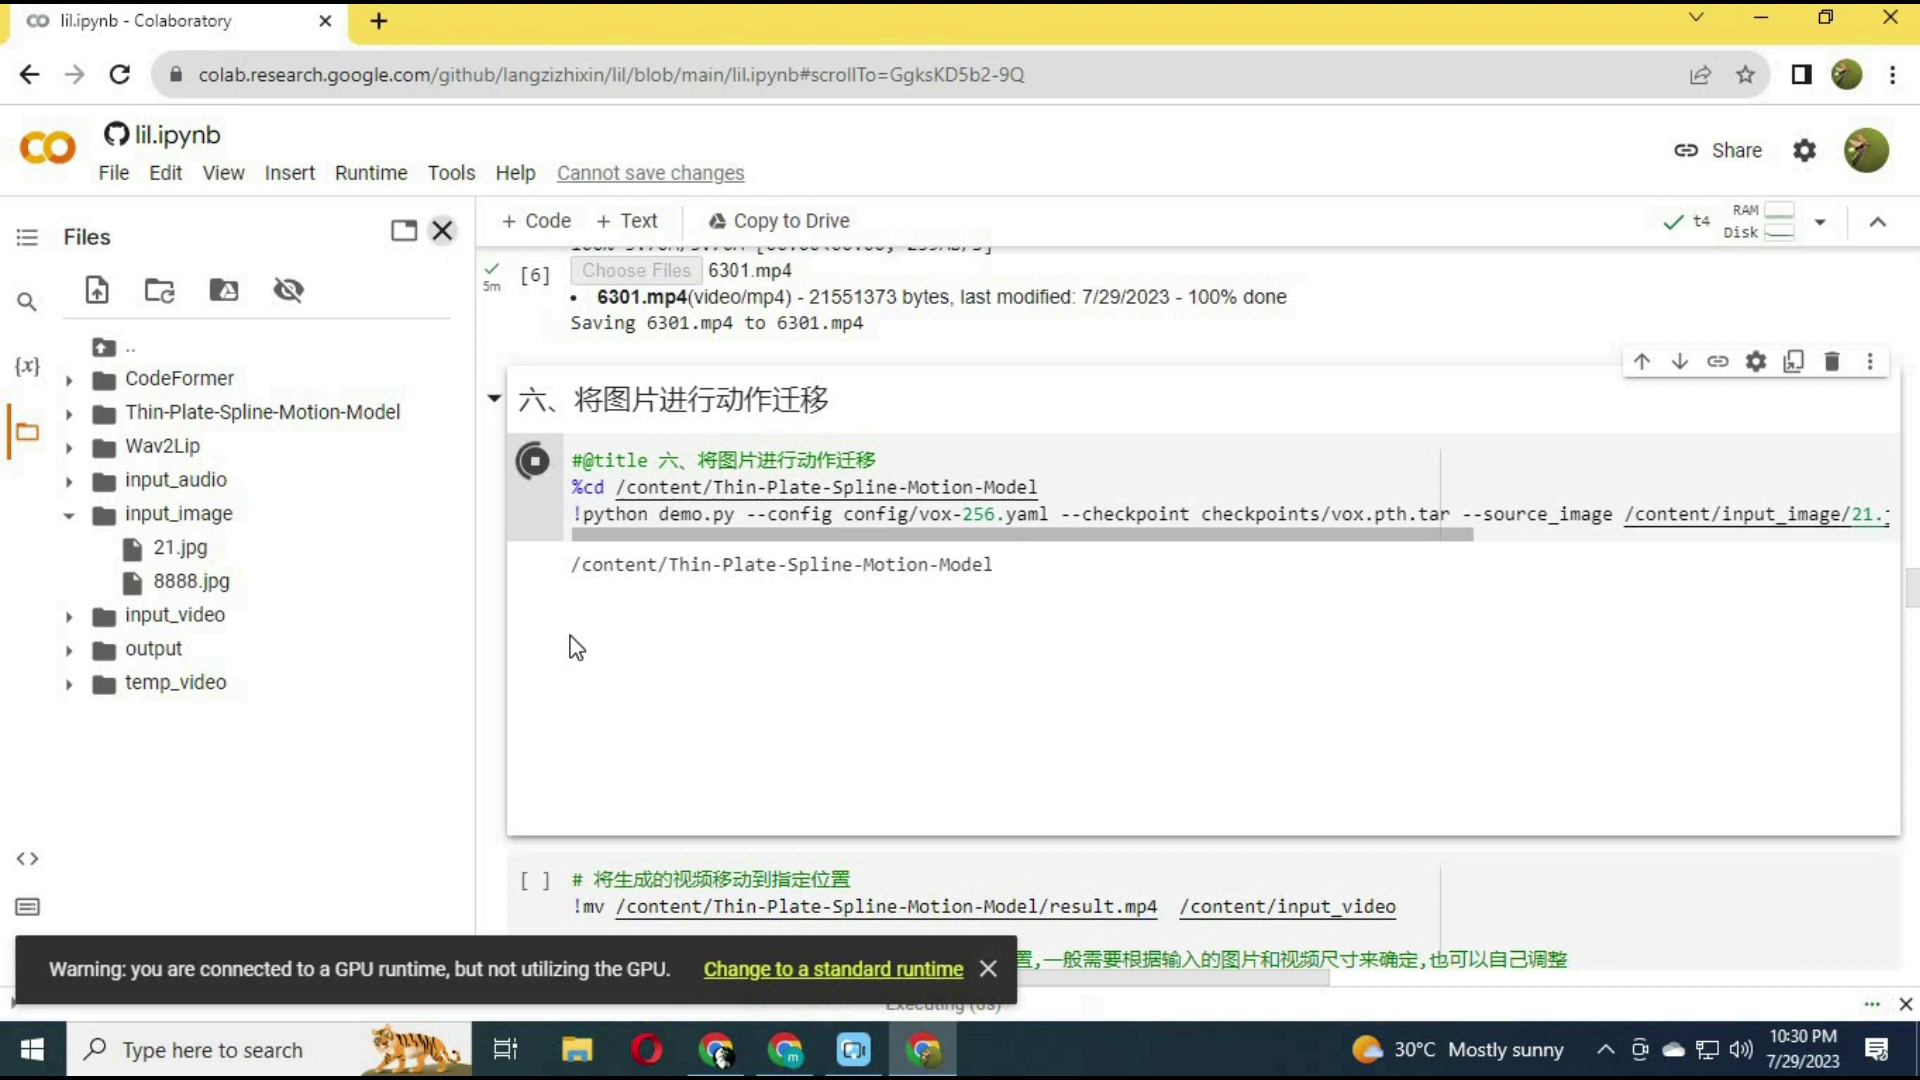 lil.ipynb - Colaboratory
colab.research.google.com/github/langzizhixin/lil/blob/main/lil.ipynb#scrollTo=GgksKD5b2-9Q
lil.ipynb
File Edit View Insert Runtime Tools Help Cannot save changes
Share
Files
+ Code + Text Copy to Drive
T4 RAM
Disk
[6] Choose Files 6301.mp4
5m
• 6301.mp4(video/mp4) - 21551373 bytes, last modified: 7/29/2023 - 100% done
Saving 6301.mp4 to 6301.mp4
{x}
..
CodeFormer
Thin-Plate-Spline-Motion-Model
Wav2Lip
input_audio
input_image
21.jpg
8888.jpg
input_video
output
temp_video
六、将图片进行动作迁移
#@title 六、将图片进行动作迁移
%cd /content/Thin-Plate-Spline-Motion-Model
!python demo.py --config config/vox-256.yaml --checkpoint checkpoints/vox.pth.tar --source_image /content/input_image/21.
/content/Thin-Plate-Spline-Motion-Model
[ ] # 将生成的视频移动到指定位置
!mv /content/Thin-Plate-Spline-Motion-Model/result.mp4 /content/input_video
置,一般需要根据输入的图片和视频尺寸来确定,也可以自己调整
Warning: you are connected to a GPU runtime, but not utilizing the GPU. Change to a standard runtime
Type here to search
30°C Mostly sunny
10:30 PM
7/29/2023